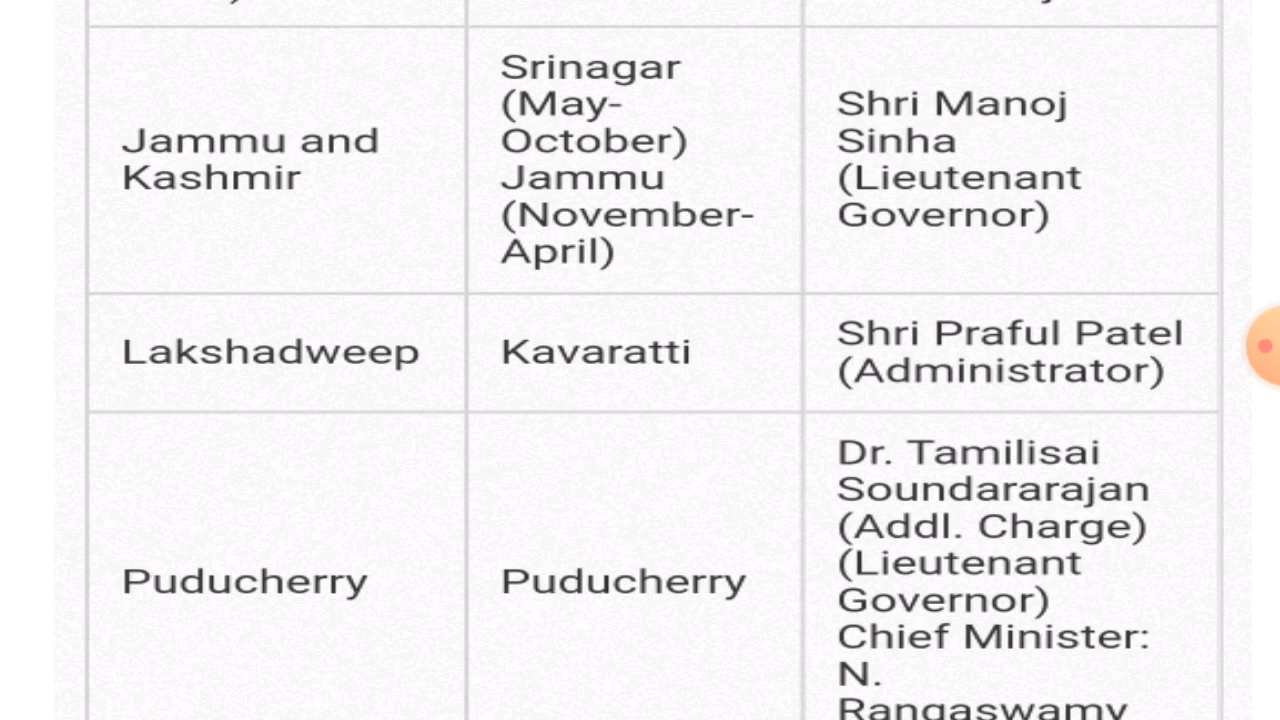 Jammu and
Kashmir
Srinagar
(May-
October)
Jammu
(November-
April)
Shri Manoj
Sinha
(Lieutenant
Governor)
Lakshadweep
Kavaratti
Shri Praful Patel
(Administrator)
Puducherry
Puducherry
Dr. Tamilisai
Soundararajan
(Addl. Charge)
(Lieutenant
Governor)
Chief Minister:
N.
Rangaswamy